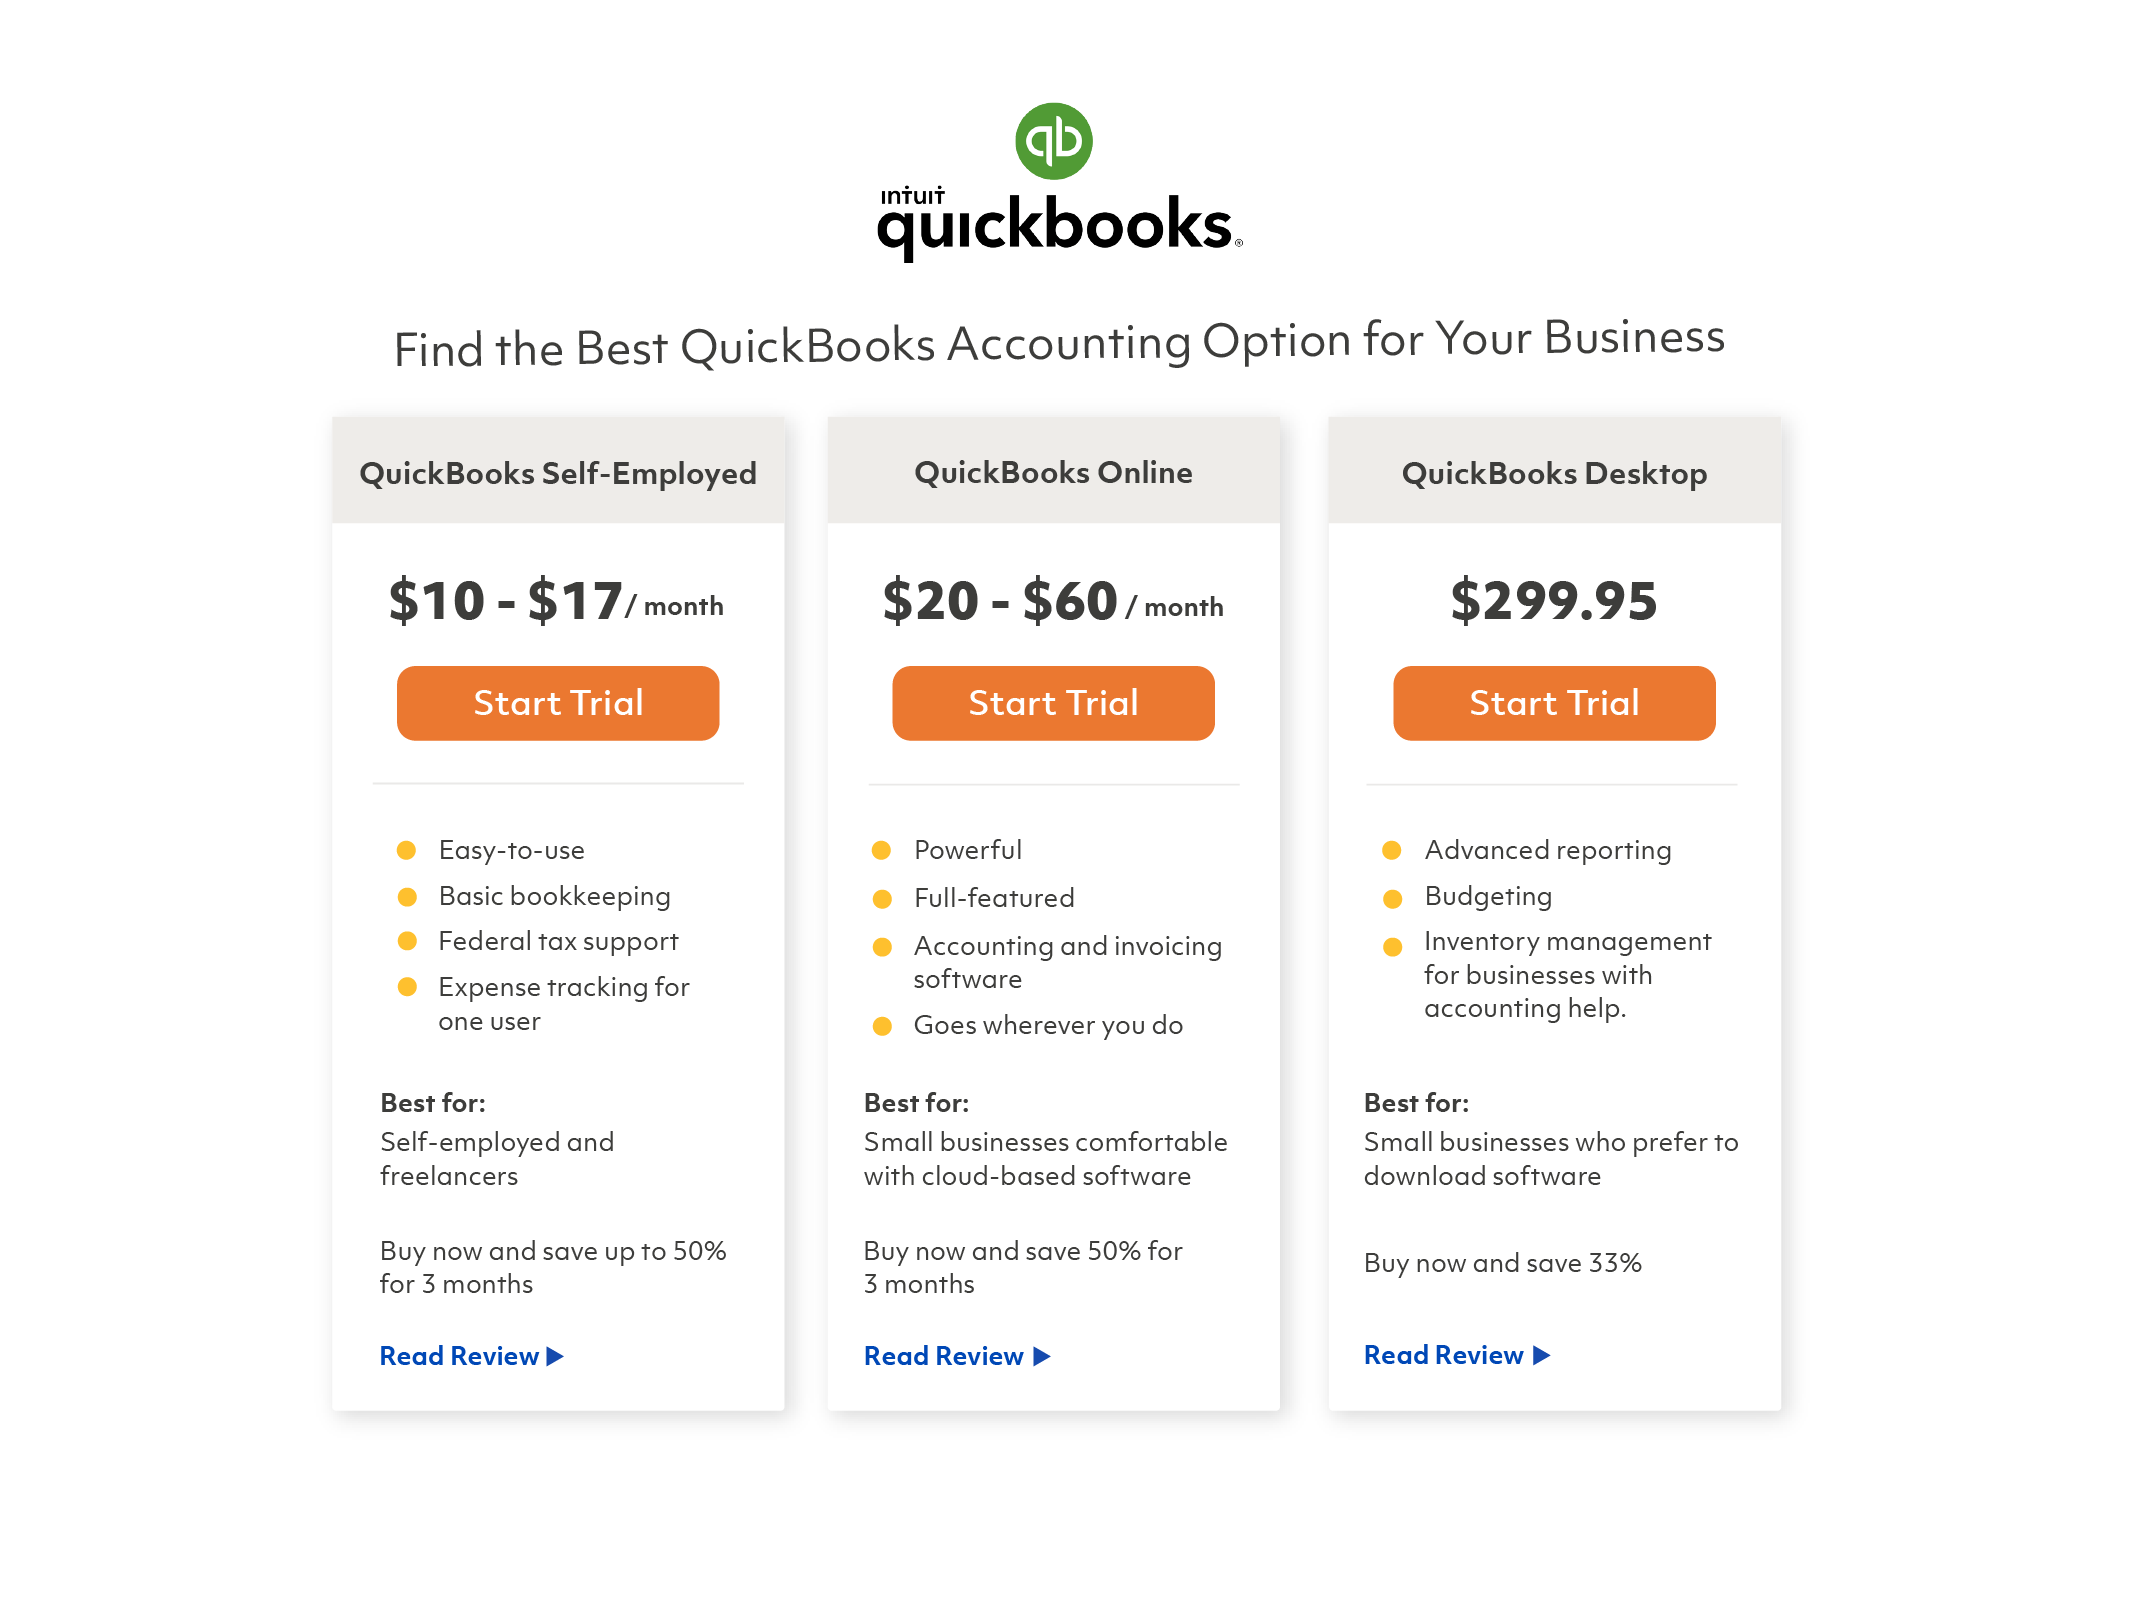 qb
intuit
quickbooks.®
Find the Best QuickBooks Accounting Option for Your Business
QuickBooks Self-Employed
$10 - $17/ month
Start Trial
Easy-to-use
Basic bookkeeping
Federal tax support
Expense tracking for
one user
Best for:
Self-employed and
freelancers
Buy now and save up to 50%
for 3 months
Read Review
QuickBooks Online
$20 - $60 / month
Start Trial
Powerful
Full-featured
Accounting and invoicing
software
Goes wherever you do
Best for:
Small businesses comfortable
with cloud-based software
Buy now and save 50% for
3 months
Read Review
QuickBooks Desktop
$299.95
Start Trial
Advanced reporting
Budgeting
Inventory management
for businesses with
accounting help.
Best for:
Small businesses who prefer to
download software
Buy now and save 33%
Read Review